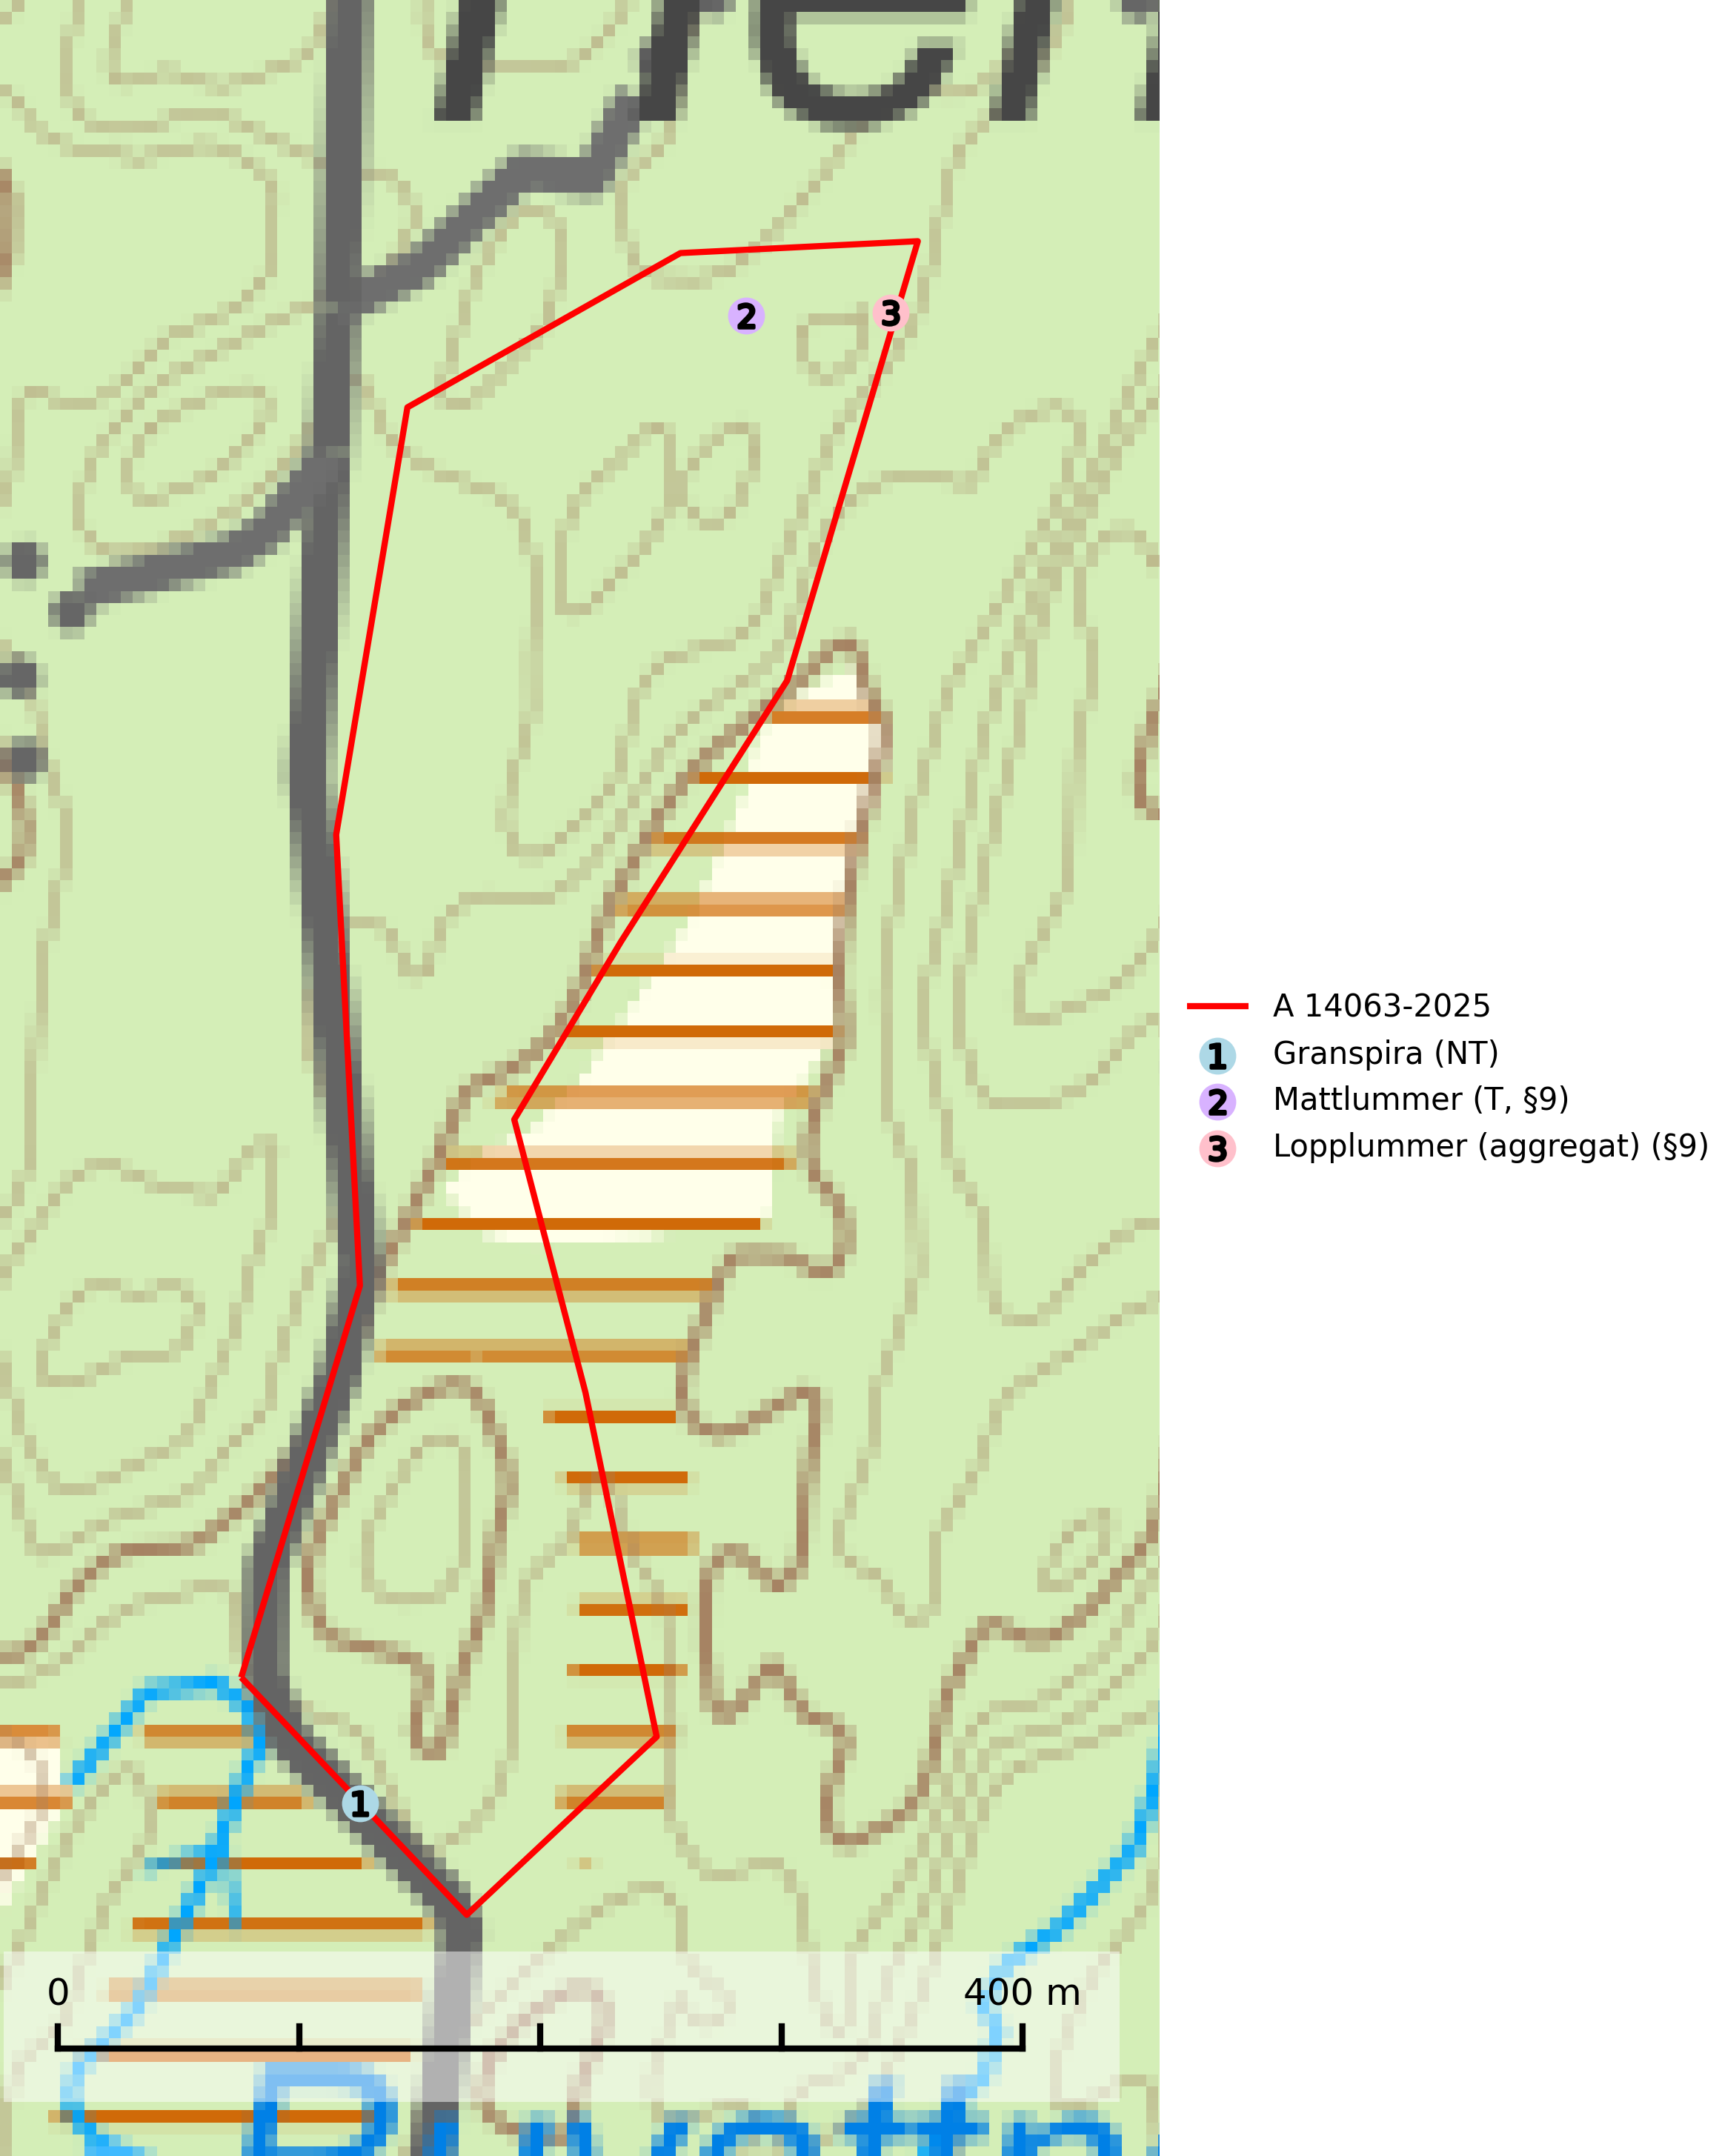 A 14063-2025
1 Granspira (NT)
2 Mattlummer (T, §9)
3 Lopplummer (aggregat) (§9)
2
3
1
0 400 m